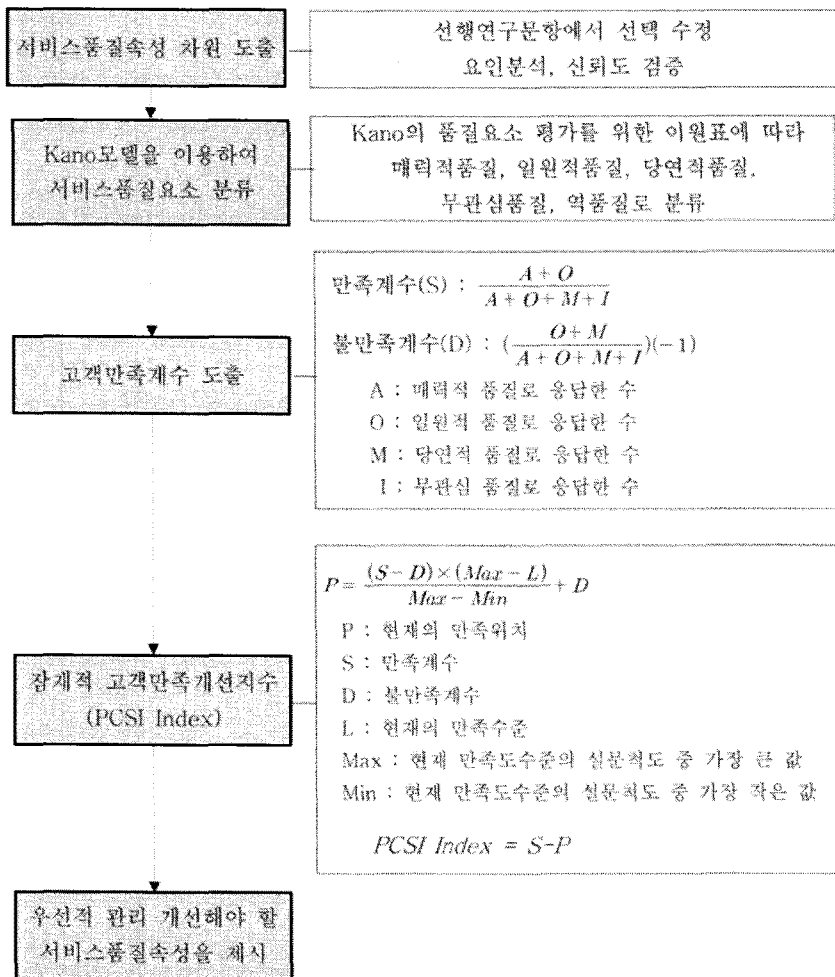 서비스품질속성 차원 도출
선행연구문항에서 선택 수정
요인분석, 신뢰도 검증
Kano모델을 이용하여
서비스품질요소 분류
Kano의 품질요소 평가를 위한 이원표에 따라
매력적품질, 일원적품질, 당연적품질,
무관심품질, 역품질로 분류
고객만족계수 도출
만족계수(S) : \frac{A+O}{A+O+M+I}
불만족계수(D) : (\frac{O+M}{A+O+M+I})(-1)
A : 매력적 품질로 응답한 수
O : 일원적 품질로 응답한 수
M : 당연적 품질로 응답한 수
I : 무관심 품질로 응답한 수
잠재적 고객만족개선지수
(PCSI Index)
P = \frac{(S-D)×(Max-L)}{Max-Min} + D
P : 현재의 만족위치
S : 만족계수
D : 불만족계수
L : 현재의 만족수준
Max : 현재 만족도수준의 설문척도 중 가장 큰 값
Min : 현재 만족도수준의 설문척도 중 가장 작은 값
PCSI Index = S-P
우선적 관리 개선해야 할
서비스품질속성을 제시